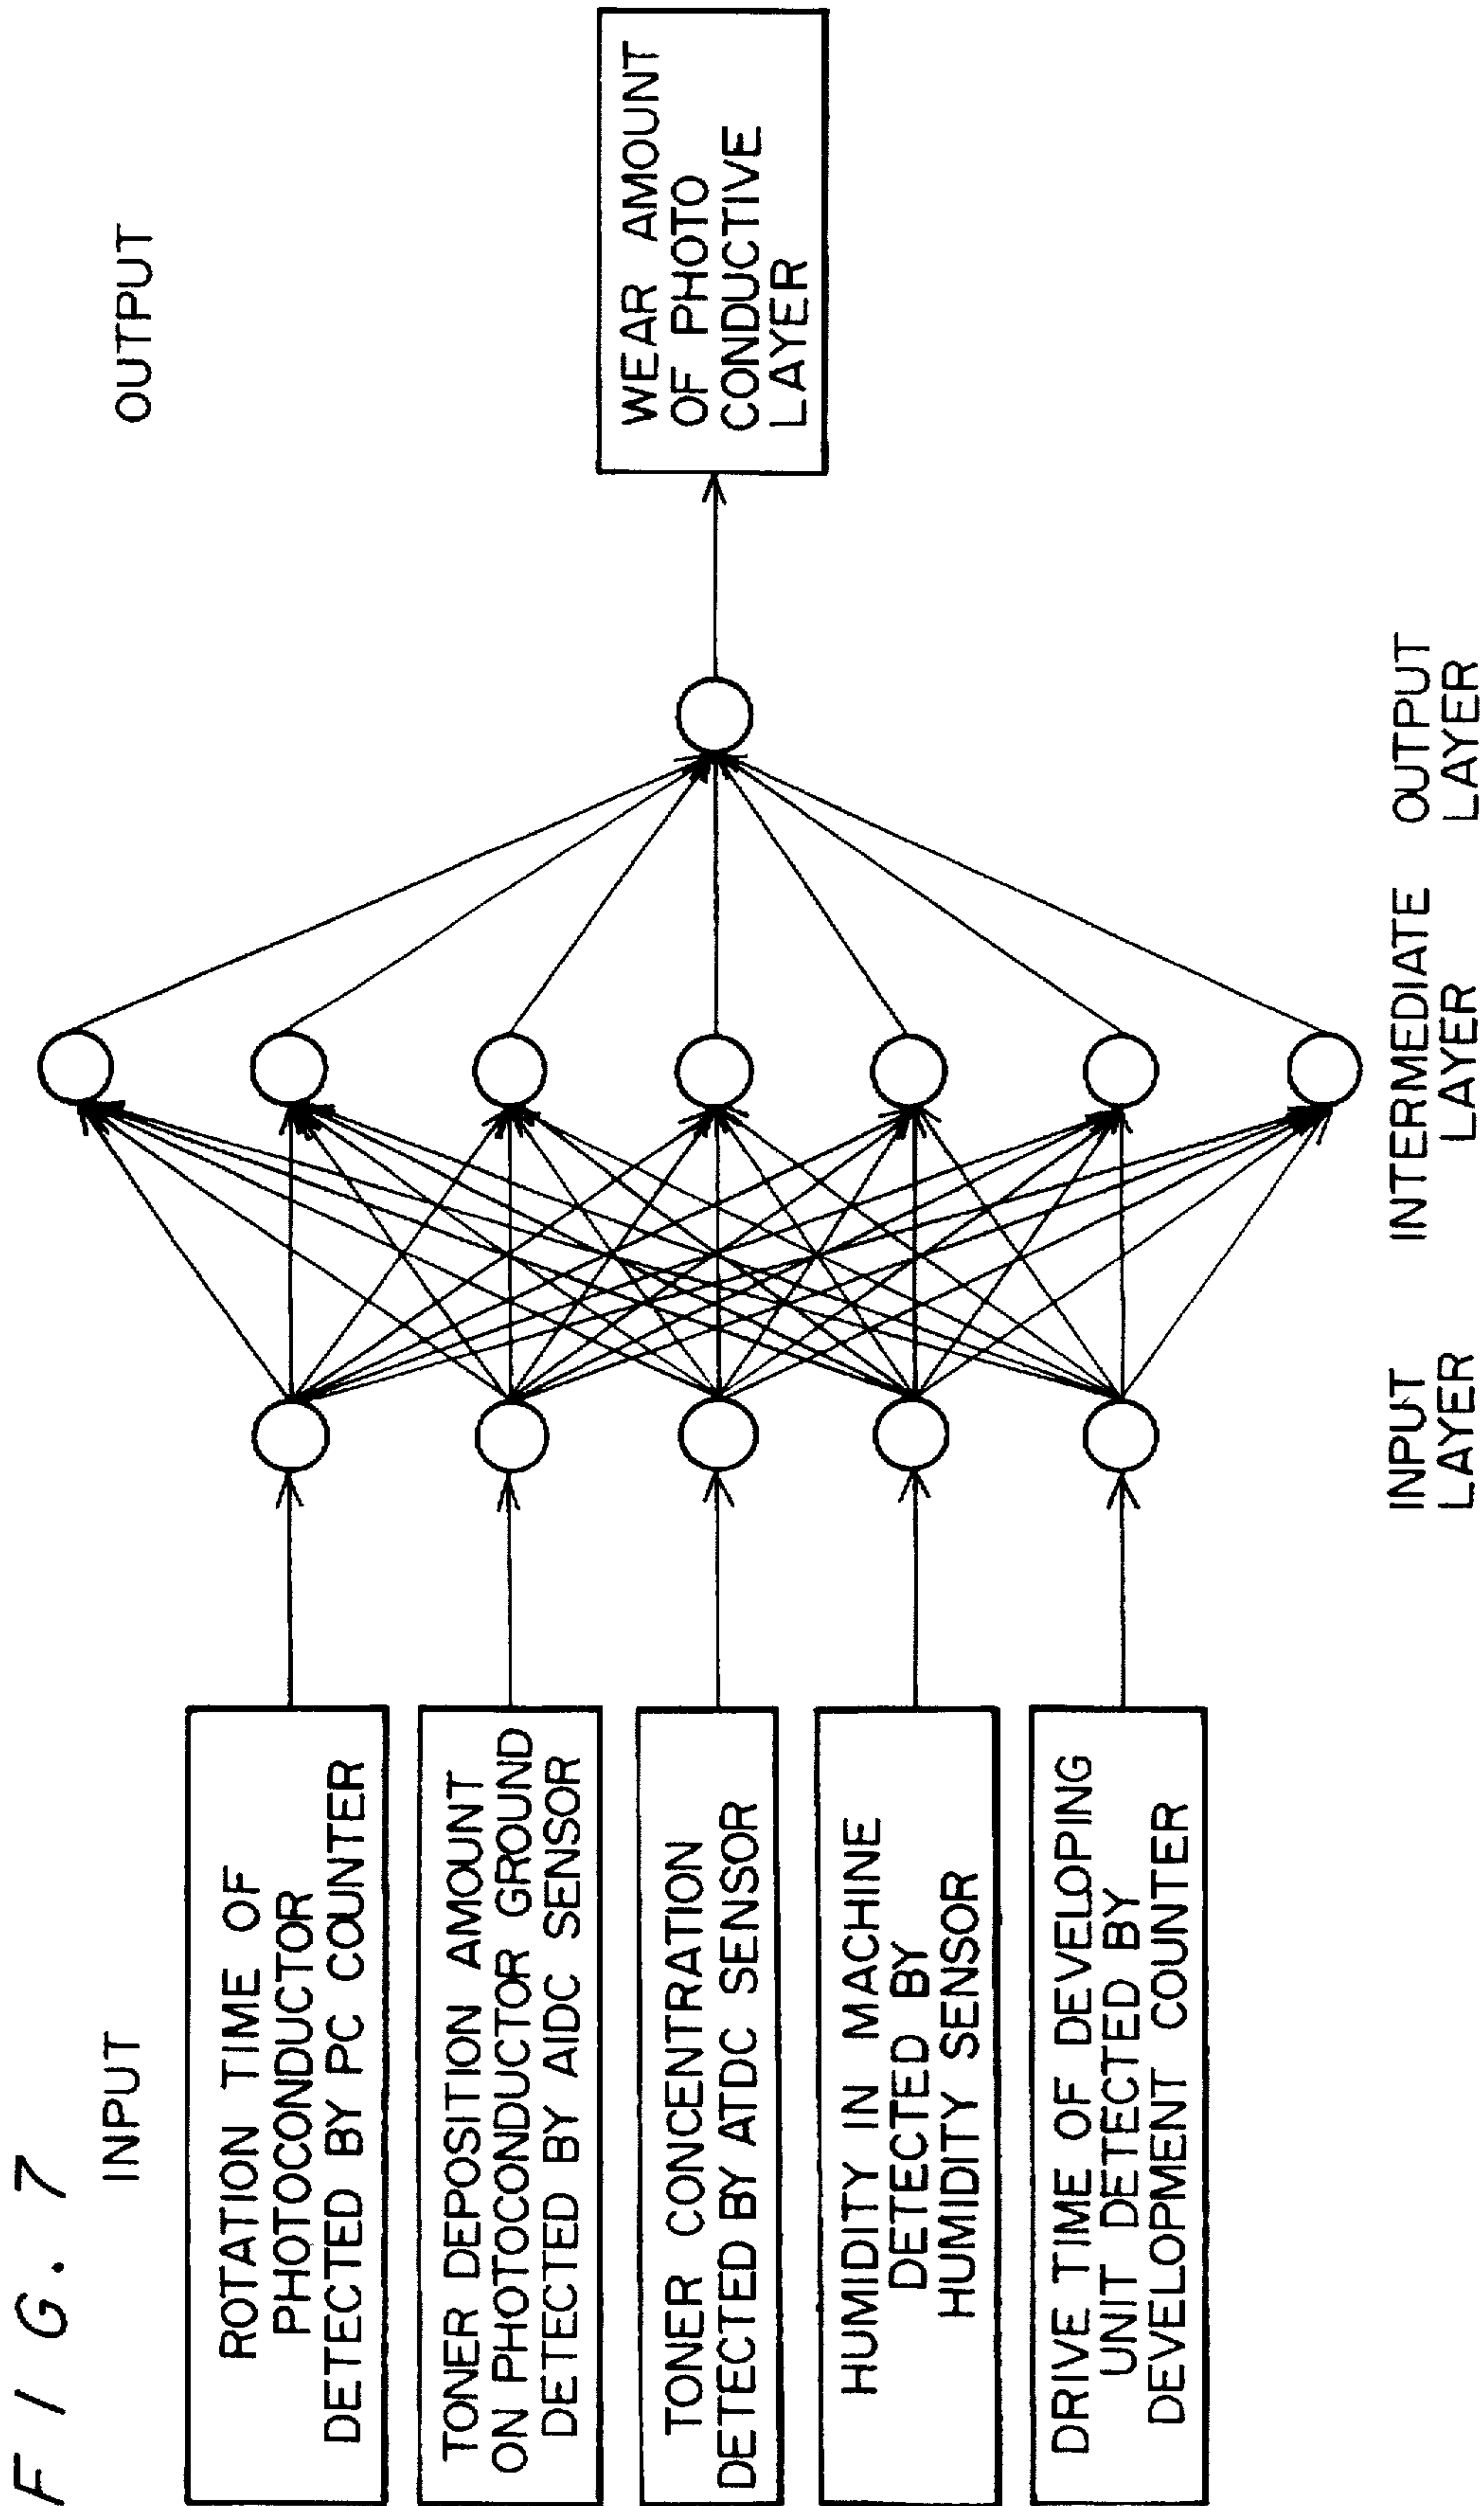 FIG. 7
INPUT
OUTPUT
ROTATION TIME OF
PHOTOCONDUCTOR
DETECTED BY PC COUNTER
TONER DEPOSITION AMOUNT
ON PHOTOCONDUCTOR GROUND
DETECTED BY AIDC SENSOR
TONER CONCENTRATION
DETECTED BY ATDC SENSOR
HUMIDITY IN MACHINE
DETECTED BY
HUMIDITY SENSOR
DRIVE TIME OF DEVELOPING
UNIT DETECTED BY
DEVELOPMENT COUNTER
WEAR AMOUNT
OF PHOTO
CONDUCTIVE
LAYER
INPUT
LAYER
INTERMEDIATE
LAYER
OUTPUT
LAYER